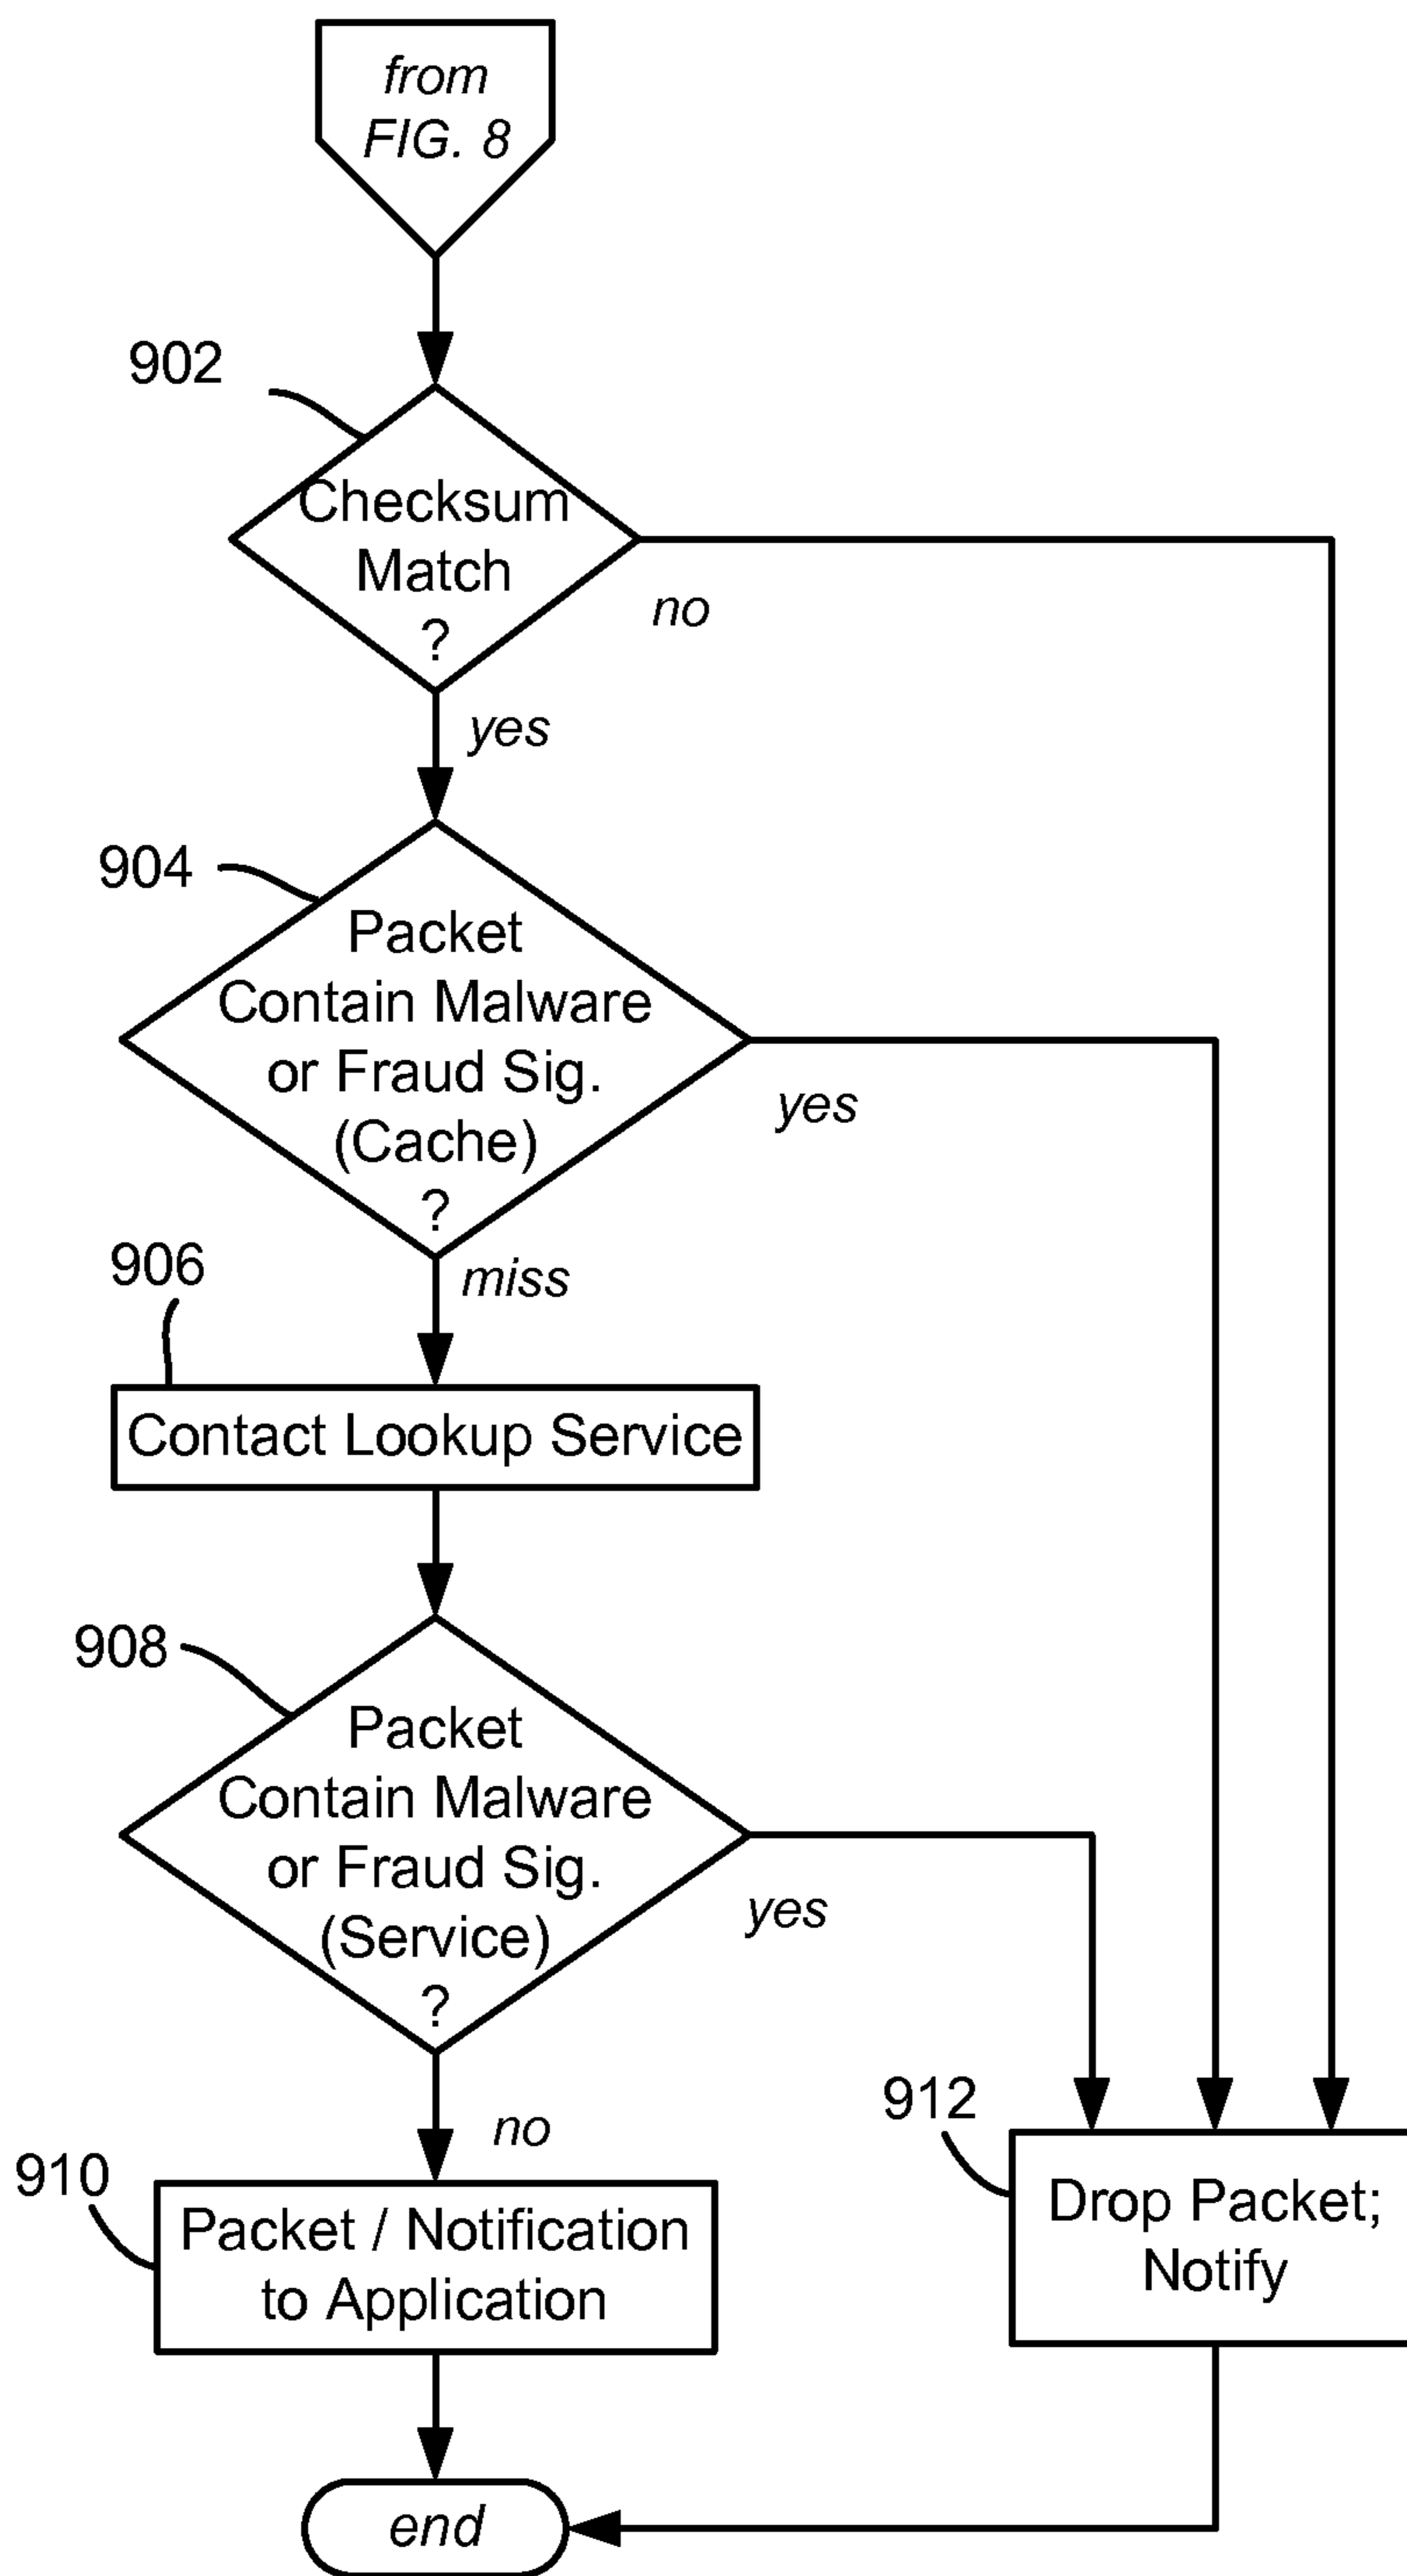 from
FIG. 8
902
Checksum
Match
?
no
yes
904
Packet
Contain Malware
or Fraud Sig.
(Cache)
?
yes
miss
906
Contact Lookup Service
908
Packet
Contain Malware
or Fraud Sig.
(Service)
?
yes
no
912
Drop Packet;
Notify
910
Packet / Notification
to Application
end